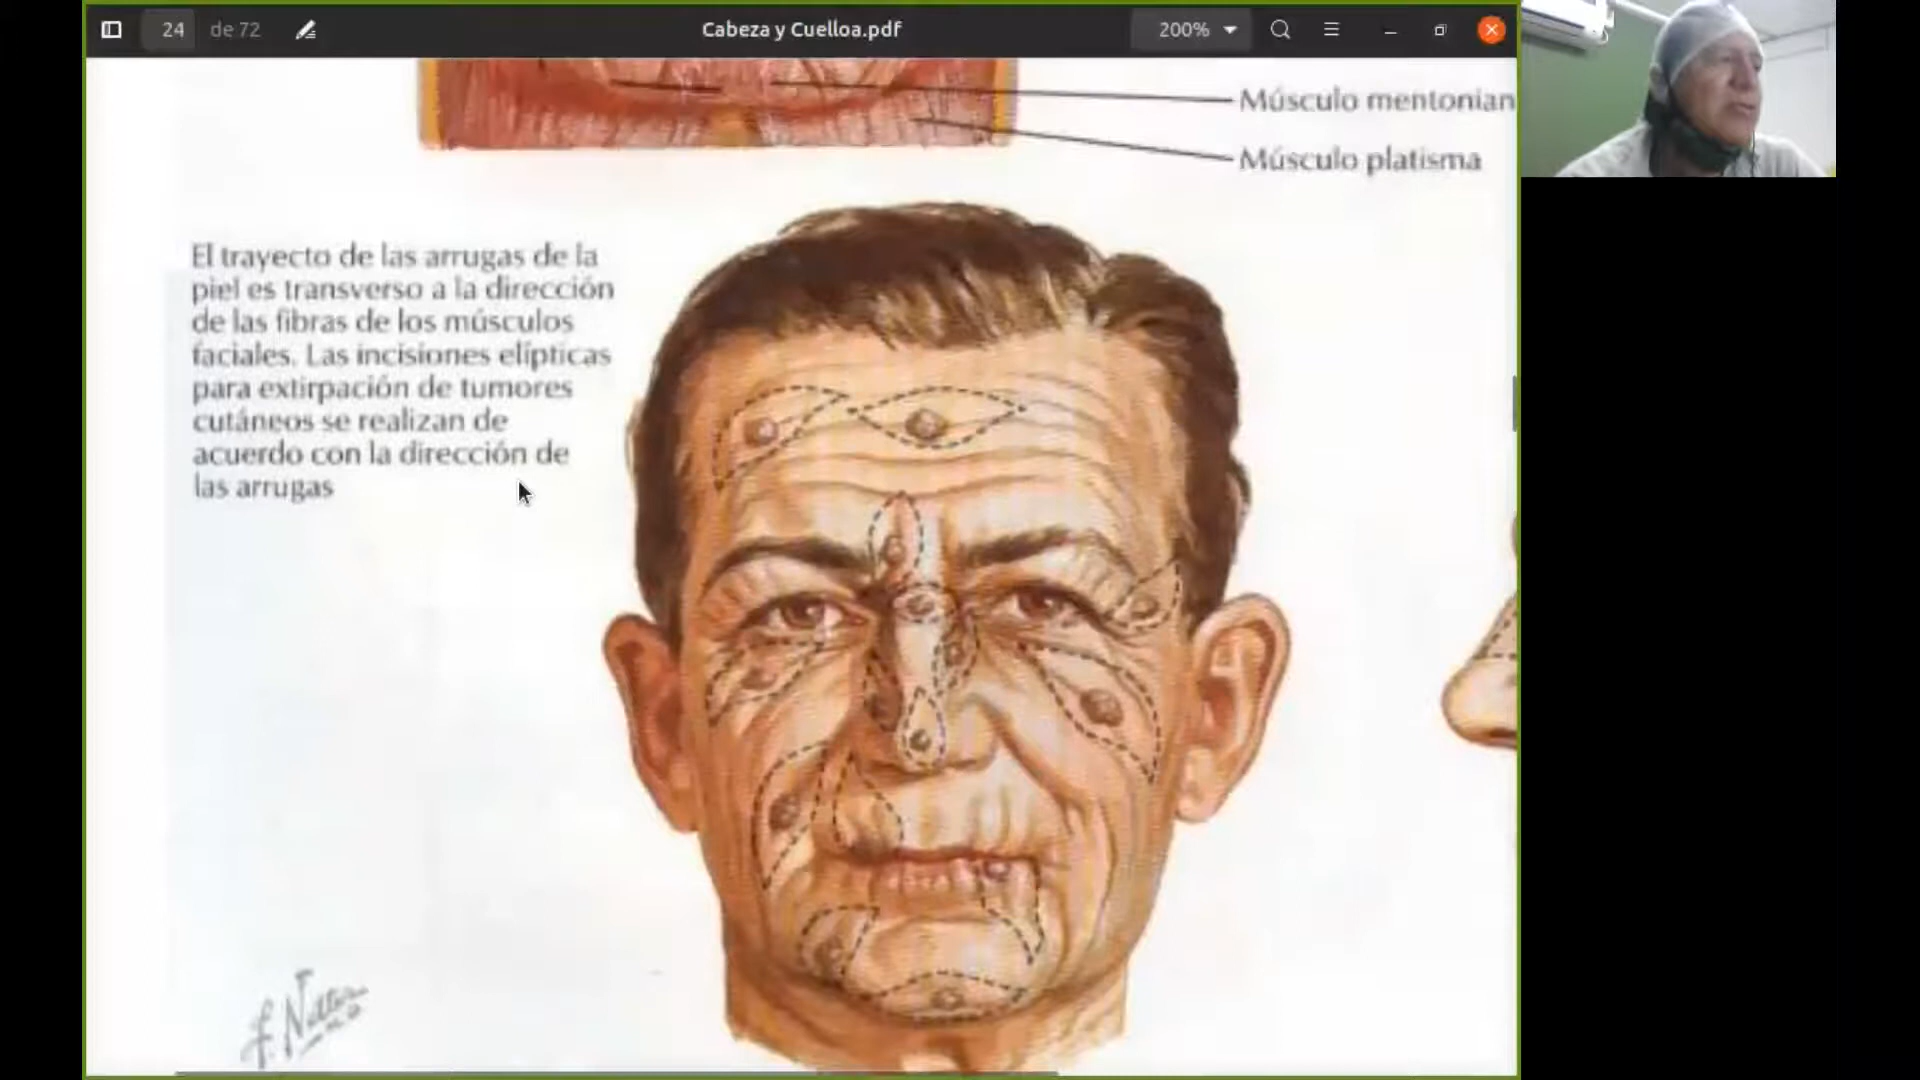 24 de 72
Cabeza y Cuelloa.pdf
200%
Músculo mentonian
Músculo platisma
El trayecto de las arrugas de la
piel es transverso a la dirección
de las fibras de los músculos
faciales. Las incisiones elípticas
para extirpación de tumores
cutáneos se realizan de
acuerdo con la dirección de
las arrugas
F. Netter